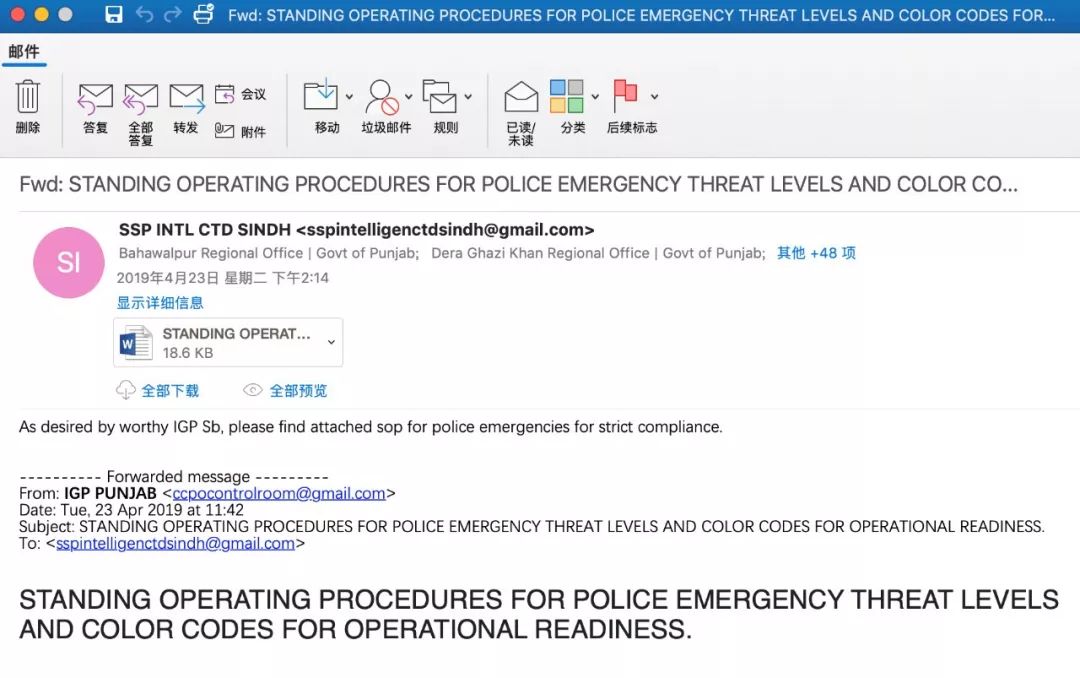 Fwd: STANDING OPERATING PROCEDURES FOR POLICE EMERGENCY THREAT LEVELS AND COLOR CODES FOR...
邮件
删除
答复
全部
答复
转发
会议
附件
移动
垃圾邮件
规则
已读/
未读
分类
后续标志
Fwd: STANDING OPERATING PROCEDURES FOR POLICE EMERGENCY THREAT LEVELS AND COLOR CO...
SI
SSP INTL CTD SINDH <sspintelligenctdsindh@gmail.com>
Bahawalpur Regional Office | Govt of Punjab; Dera Ghazi Khan Regional Office | Govt of Punjab; 其他 +48 项
2019年4月23日 星期二 下午2:14
显示详细信息
W
STANDING OPERAT...
18.6 KB
全部下载 全部预览
As desired by worthy IGP Sb, please find attached sop for police emergencies for strict compliance.
---------- Forwarded message ---------
From: IGP PUNJAB <ccpocontrolroom@gmail.com>
Date: Tue, 23 Apr 2019 at 11:42
Subject: STANDING OPERATING PROCEDURES FOR POLICE EMERGENCY THREAT LEVELS AND COLOR CODES FOR OPERATIONAL READINESS.
To: <sspintelligenctdsindh@gmail.com>
STANDING OPERATING PROCEDURES FOR POLICE EMERGENCY THREAT LEVELS
AND COLOR CODES FOR OPERATIONAL READINESS.